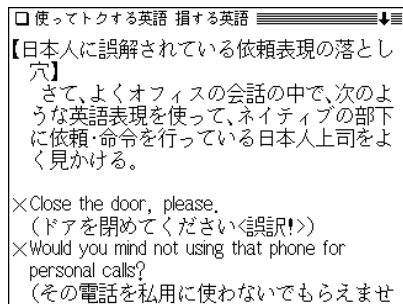 使ってトクする英語 損する英語
【日本人に誤解されている依頼表現の落とし
穴】
さて、よくオフィスの会話の中で、次のよ
うな英語表現を使って、ネイティブの部下
に依頼・命令を行っている日本人上司をよ
く見かける。
×Close the door, please.
(ドアを閉めてください<誤訳!>)
×Would you mind not using that phone for
personal calls?
(その電話を私用に使わないでもらえませ